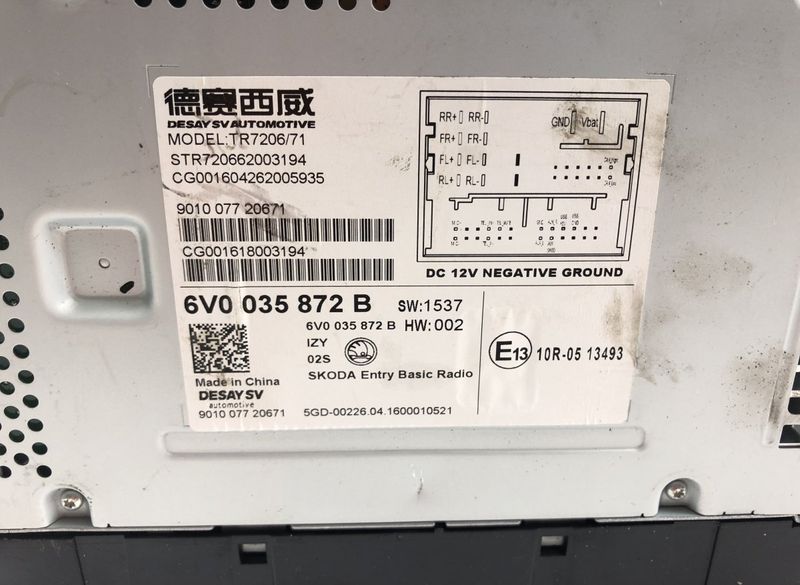 德赛西威
DESAY SV AUTOMOTIVE
MODEL:TR7206/71
STR720662003194
CG001604262005935
9010 077 20671
CG001618003194
RR+ RR-
FR+ FR-
FL+ FL-
RL+ RL-
GND Vbat
DC 12V NEGATIVE GROUND
6V0 035 872 B SW:1537
6V0 035 872 B HW:002
IZY
02S
SKODA Entry Basic Radio
Made in China
DESAY SV
automotive
9010 077 20671
5GD-00226.04.1600010521
E13 10R-05 13493